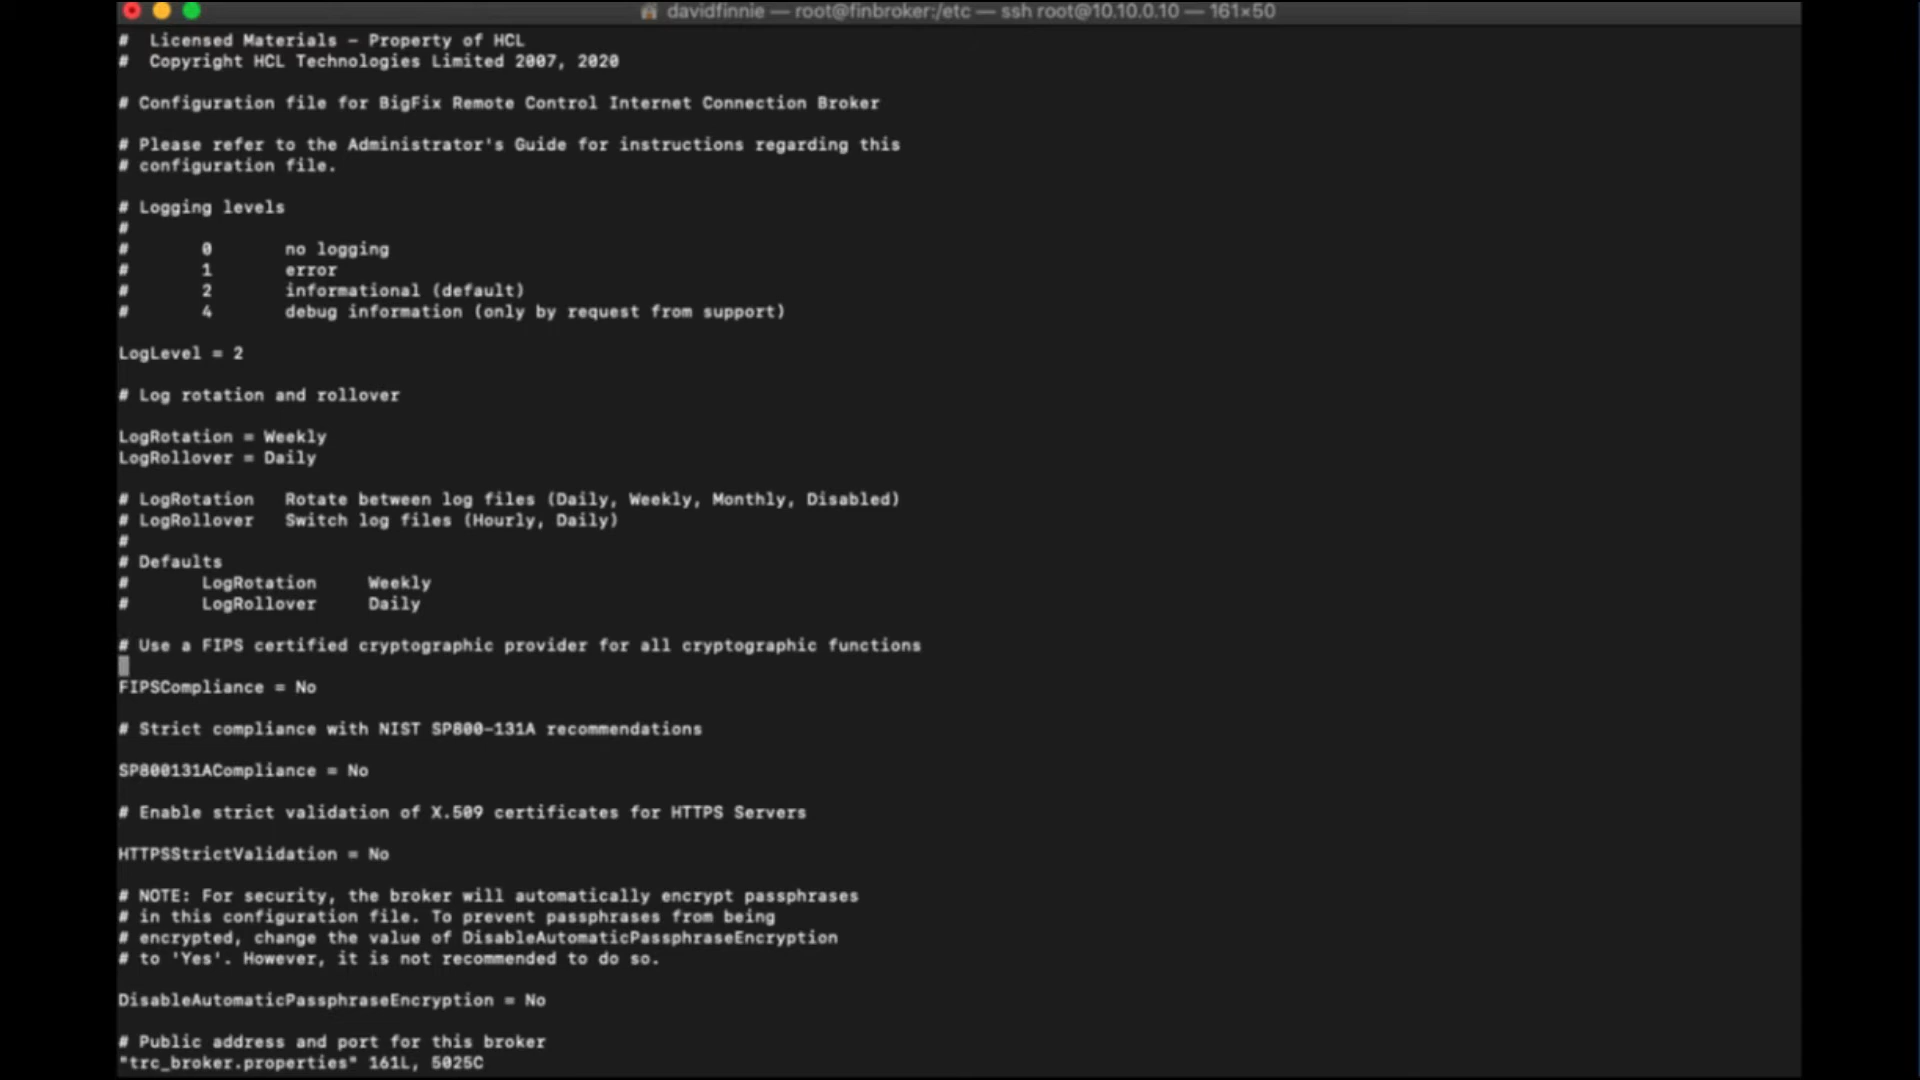 davidfinnie — root@finbroker:/etc — ssh root@10.10.0.10 — 161×50
#  Licensed Materials – Property of HCL
#  Copyright HCL Technologies Limited 2007, 2020
# Configuration file for BigFix Remote Control Internet Connection Broker
# Please refer to the Administrator's Guide for instructions regarding this
# configuration file.
# Logging levels
#
#       0       no logging
#       1       error
#       2       informational (default)
#       4       debug information (only by request from support)
LogLevel = 2
# Log rotation and rollover
LogRotation = Weekly
LogRollover = Daily
# LogRotation   Rotate between log files (Daily, Weekly, Monthly, Disabled)
# LogRollover   Switch log files (Hourly, Daily)
#
# Defaults
#       LogRotation     Weekly
#       LogRollover     Daily
# Use a FIPS certified cryptographic provider for all cryptographic functions
FIPSCompliance = No
# Strict compliance with NIST SP800-131A recommendations
SP800131ACompliance = No
# Enable strict validation of X.509 certificates for HTTPS Servers
HTTPSStrictValidation = No
# NOTE: For security, the broker will automatically encrypt passphrases
# in this configuration file. To prevent passphrases from being
# encrypted, change the value of DisableAutomaticPassphraseEncryption
# to 'Yes'. However, it is not recommended to do so.
DisableAutomaticPassphraseEncryption = No
# Public address and port for this broker
"trc_broker.properties" 161L, 5025C